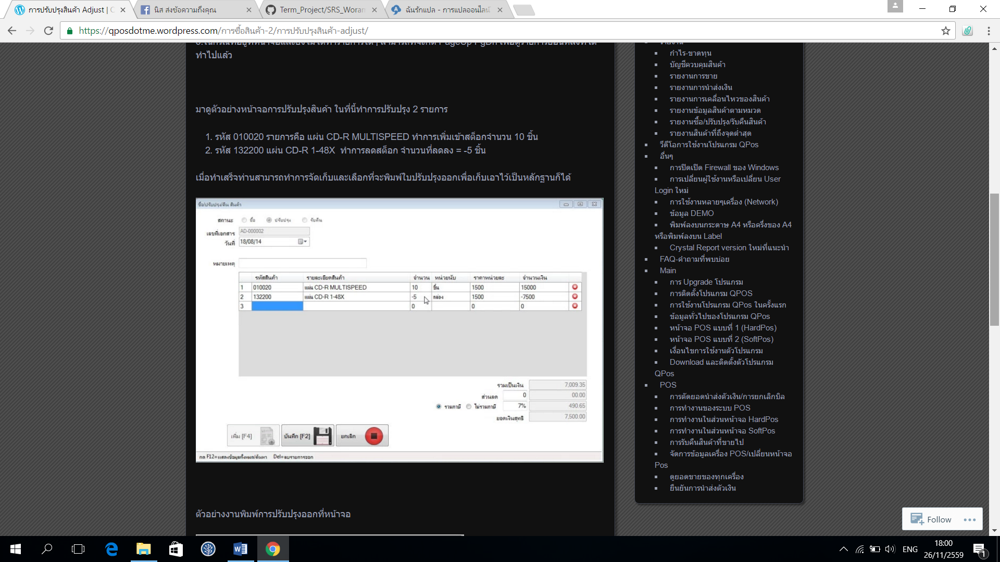 การปรับปรุงสินค้า Adjust | C
นิส ส่งข้อความถึงคุณ
Term_Project/SRS_Woram
ฉันรักแปล - การแปลออนไลน์
https://qposdotme.wordpress.com/การซื้อสินค้า-2/การปรับปรุงสินค้า-adjust/
ทำไปแล้ว
มาดูตัวอย่างหน้าจอการปรับปรุงสินค้า ในที่นี้ทำการปรับปรุง 2 รายการ
1. รหัส 010020 รายการคือ แผ่น CD-R MULTISPEED ทำการเพิ่มเข้าสต็อกจำนวน 10 ชิ้น
2. รหัส 132200 แผ่น CD-R 1-48X ทำการลดสต็อก จำนวนที่ลดลง = -5 ชิ้น
เมื่อทำเสร็จท่านสามารถทำการจัดเก็บและเลือกที่จะพิมพ์ใบปรับปรุงออกเพื่อเก็บเอาไว้เป็นหลักฐานก็ได้
ซื้อ/ปรับปรุง/คืน สินค้า
สถานะ ซื้อ ปรับปรุง รับคืน
เลขที่เอกสาร AD-000002
วันที่ 18/08/14
หมายเหตุ
รหัสสินค้า รายละเอียดสินค้า จำนวน หน่วยนับ ราคาหน่วยละ จำนวนเงิน
1 010020 แผ่น CD-R MULTISPEED 10 ชิ้น 1500 15000
2 132200 แผ่น CD-R 1-48X -5 กล่อง 1500 -7500
3 0 0 0
รวมเป็นเงิน 7,009.35
ส่วนลด 0 00.00
รวมภาษี ไม่รวมภาษี 7% 490.65
ยอดเงินสุทธิ 7,500.00
เพิ่ม [F4] บันทึก [F2] ยกเลิก
กด F12=แสดงข้อมูลทั้งหมด/ค้นหา Del=ลบรายการออก
ตัวอย่างงานพิมพ์การปรับปรุงออกที่หน้าจอ
รายงาน
กำไร-ขาดทุน
บัญชีควบคุมสินค้า
รายงานการขาย
รายงานการนำส่งเงิน
รายงานการเคลื่อนไหวของสินค้า
รายงานข้อมูลสินค้าตามหมวด
รายงานซื้อ/ปรับปรุง/รับคืนสินค้า
รายงานสินค้าที่ถึงจุดต่ำสุด
วีดีโอการใช้งานโปรแกรม QPos
อื่นๆ
การปิดเปิด Firewall ของ Windows
การเปลี่ยนผู้ใช้งานหรือเปลี่ยน User
Login ใหม่
การใช้งานหลายๆเครื่อง (Network)
ข้อมูล DEMO
พิมพ์ลงบนกระดาษ A4 หรือครึ่งของ A4
หรือพิมพ์ลงบน Label
Crystal Report version ใหม่ที่แนะนำ
FAQ-คำถามที่พบบ่อย
Main
การ Upgrade โปรแกรม
การติดตั้งโปรแกรม QPOS
การใช้งานโปรแกรม QPos ในครั้งแรก
ข้อมูลทั่วไปของโปรแกรม QPos
หน้าจอ POS แบบที่ 1 (HardPos)
หน้าจอ POS แบบที่ 2 (SoftPos)
เงื่อนไขการใช้งานตัวโปรแกรม
Download และติดตั้งตัวโปรแกรม
QPos
POS
การตัดยอดนำส่งตัวเงิน/การยกเลิกบิล
การทำงานของระบบ POS
การทำงานในส่วนหน้าจอ HardPos
การทำงานในส่วนหน้าจอ SoftPos
การรับคืนสินค้าที่ขายไป
จัดการข้อมูลเครื่อง POS/เปลี่ยนหน้าจอ
Pos
ดูยอดขายของทุกเครื่อง
ยืนยันการนำส่งตัวเงิน
Follow
ENG
18:00
26/11/2559
1